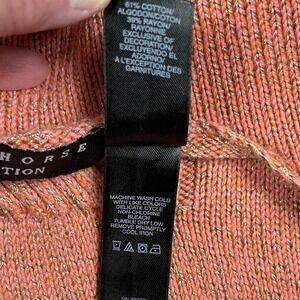 61% COTTON/
ALGODON/COTON
39% RAYON/
RAYONNE
EXCLUSIVE OF
DECORATION/
EXCLUYENDO EL
ADORNO/
A L'EXCEPTION DES
GARNITURES
HORSE
TION
MACHINE WASH COLD
WITH LIKE COLORS
DELICATE CYCLE
NON-CHLORINE
BLEACH
TUMBLE DRY LOW
REMOVE PROMPTLY
COOL IRON